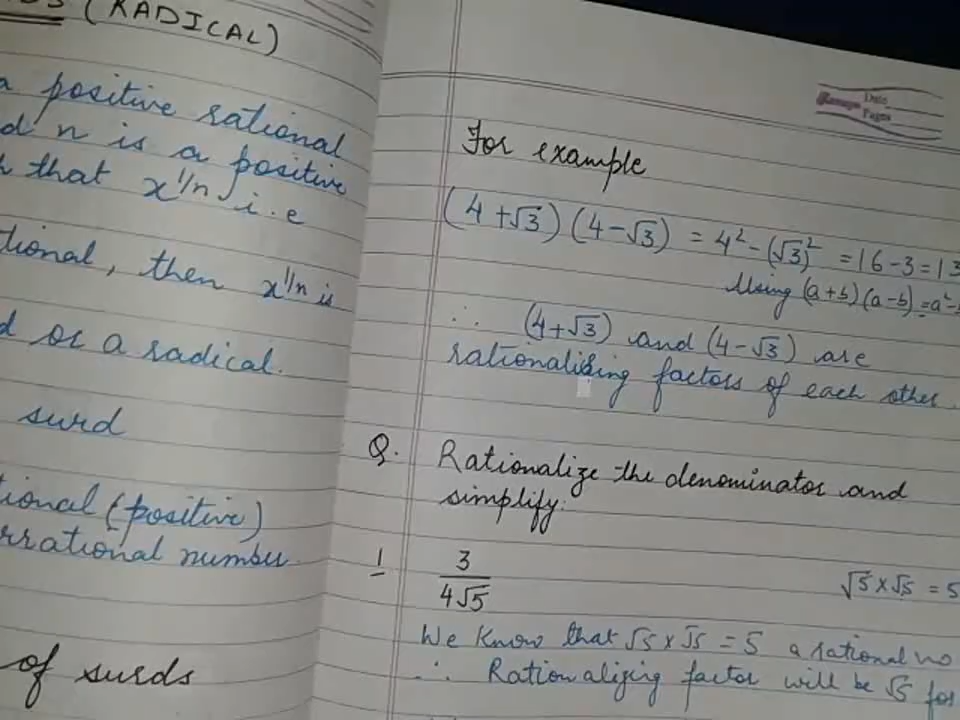 (RADICAL)
a positive rational
n is a positive
that x^1/n i.e
tional, then x^1/n is
or a radical.
surd
tional (positive)
rrational number.
of surds
Date
Pages
For example
(4 + √3) (4 - √3) = 4² - (√3)² = 16 - 3 = 13
Using (a+b) (a-b) = a² -
∴ (4+√3) and (4-√3) are
rationalizing factors of each other.
Q. Rationalize the denominator and
simplify:
1 3/4√5
√5 × √5 = 5
We know that √5 × √5 = 5 a rational no
∴ Rationalizing factor will be √5 for